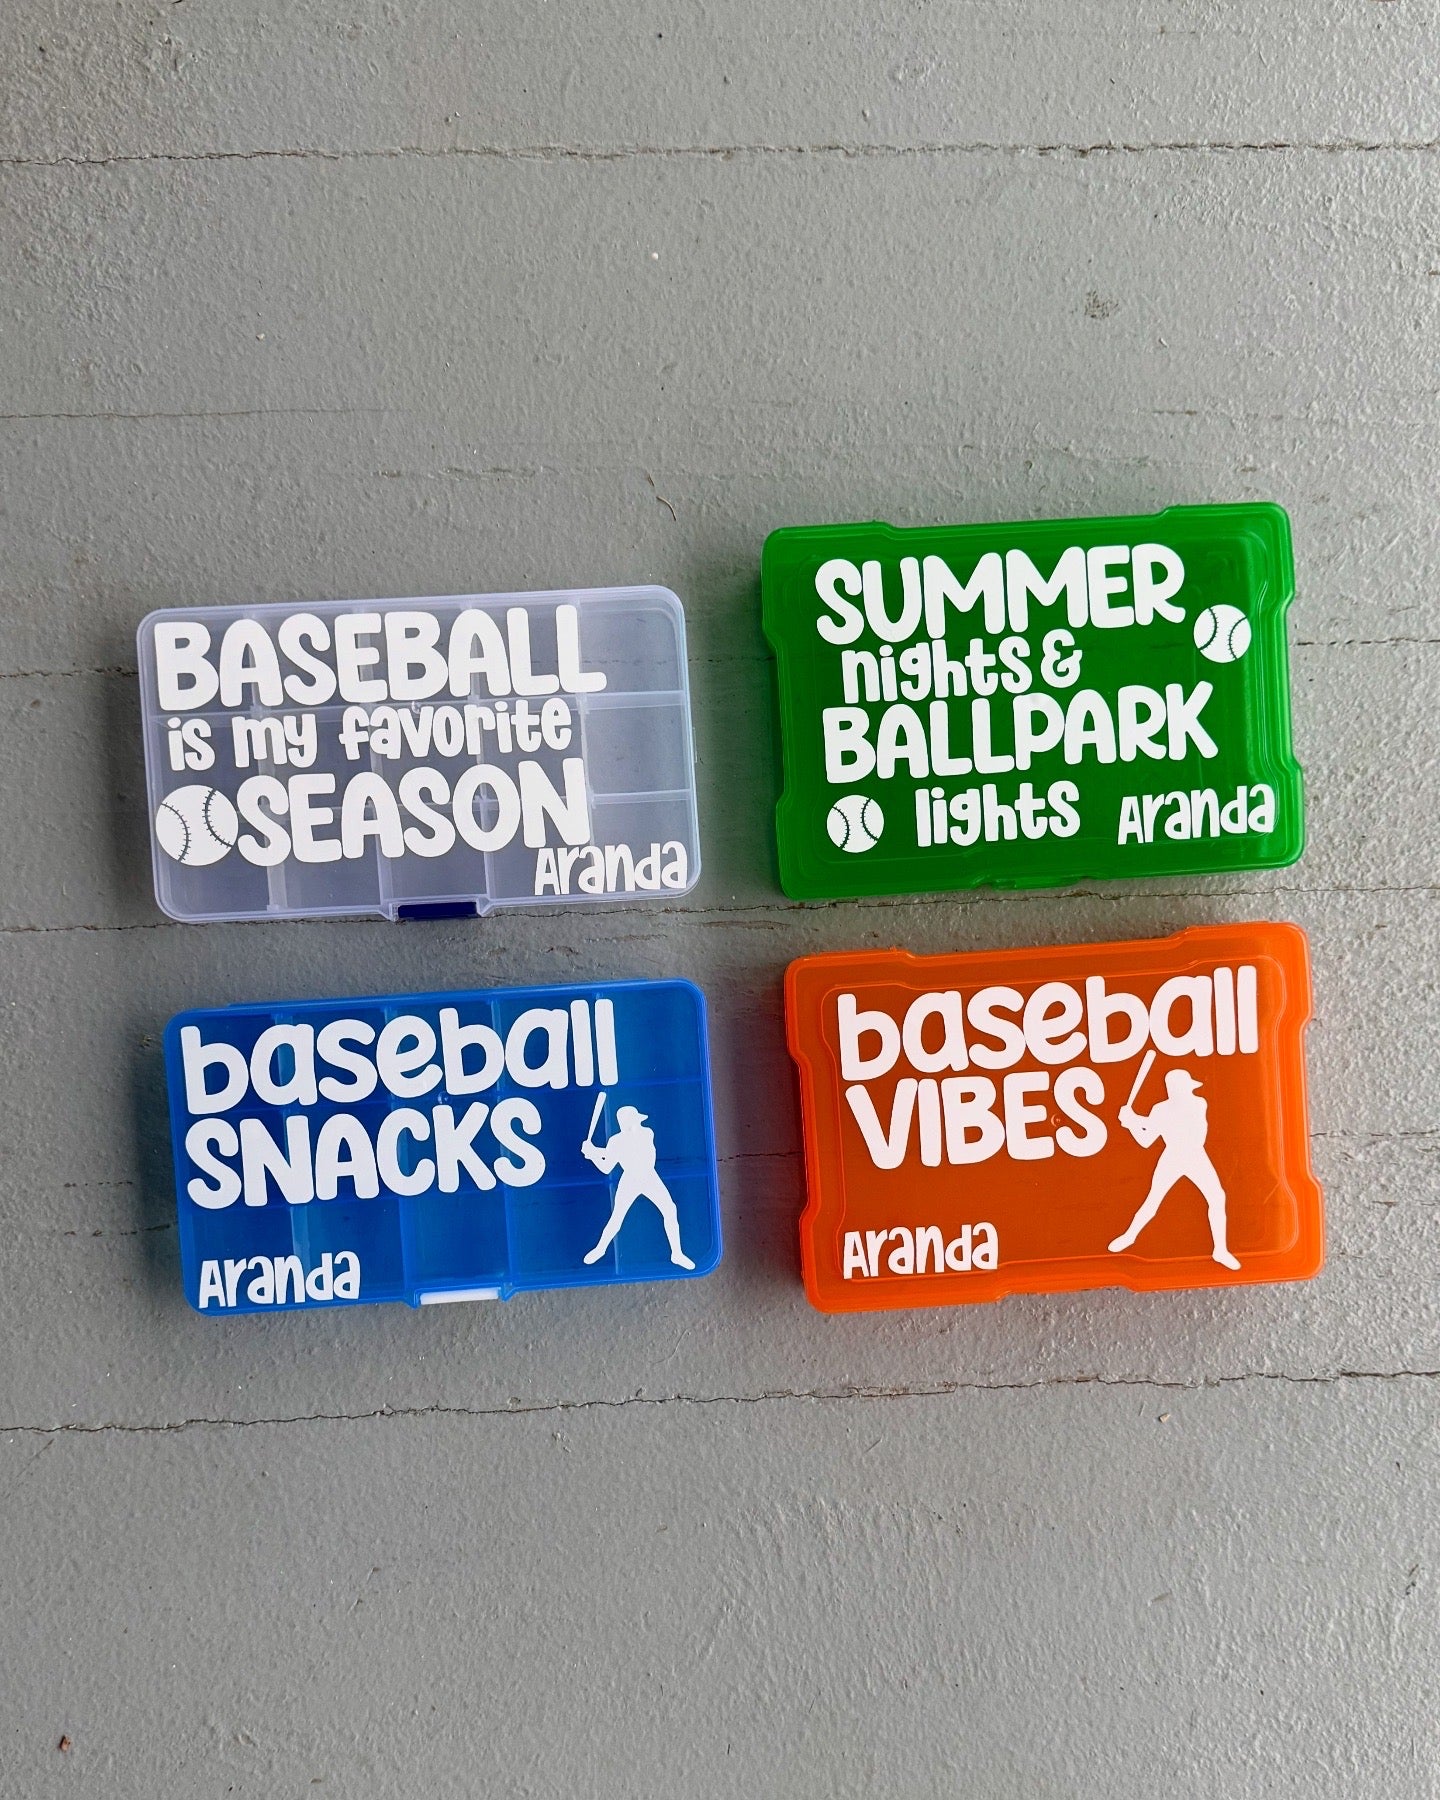 BASEBALL
is my favorite
SEASON
Aranda
SUMMER
nights &
BALLPARK
lights
Aranda
baseball
SNACKS
Aranda
baseball
VIBES
Aranda